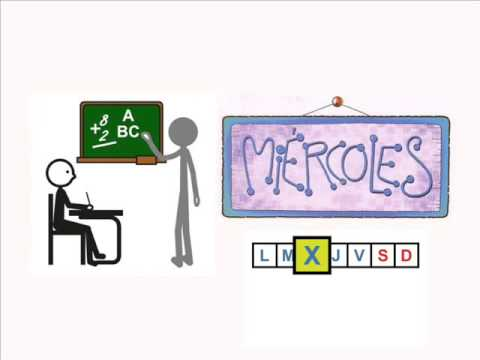 A
+8 BC
2
MIÉRCOLES
L M X J V S D